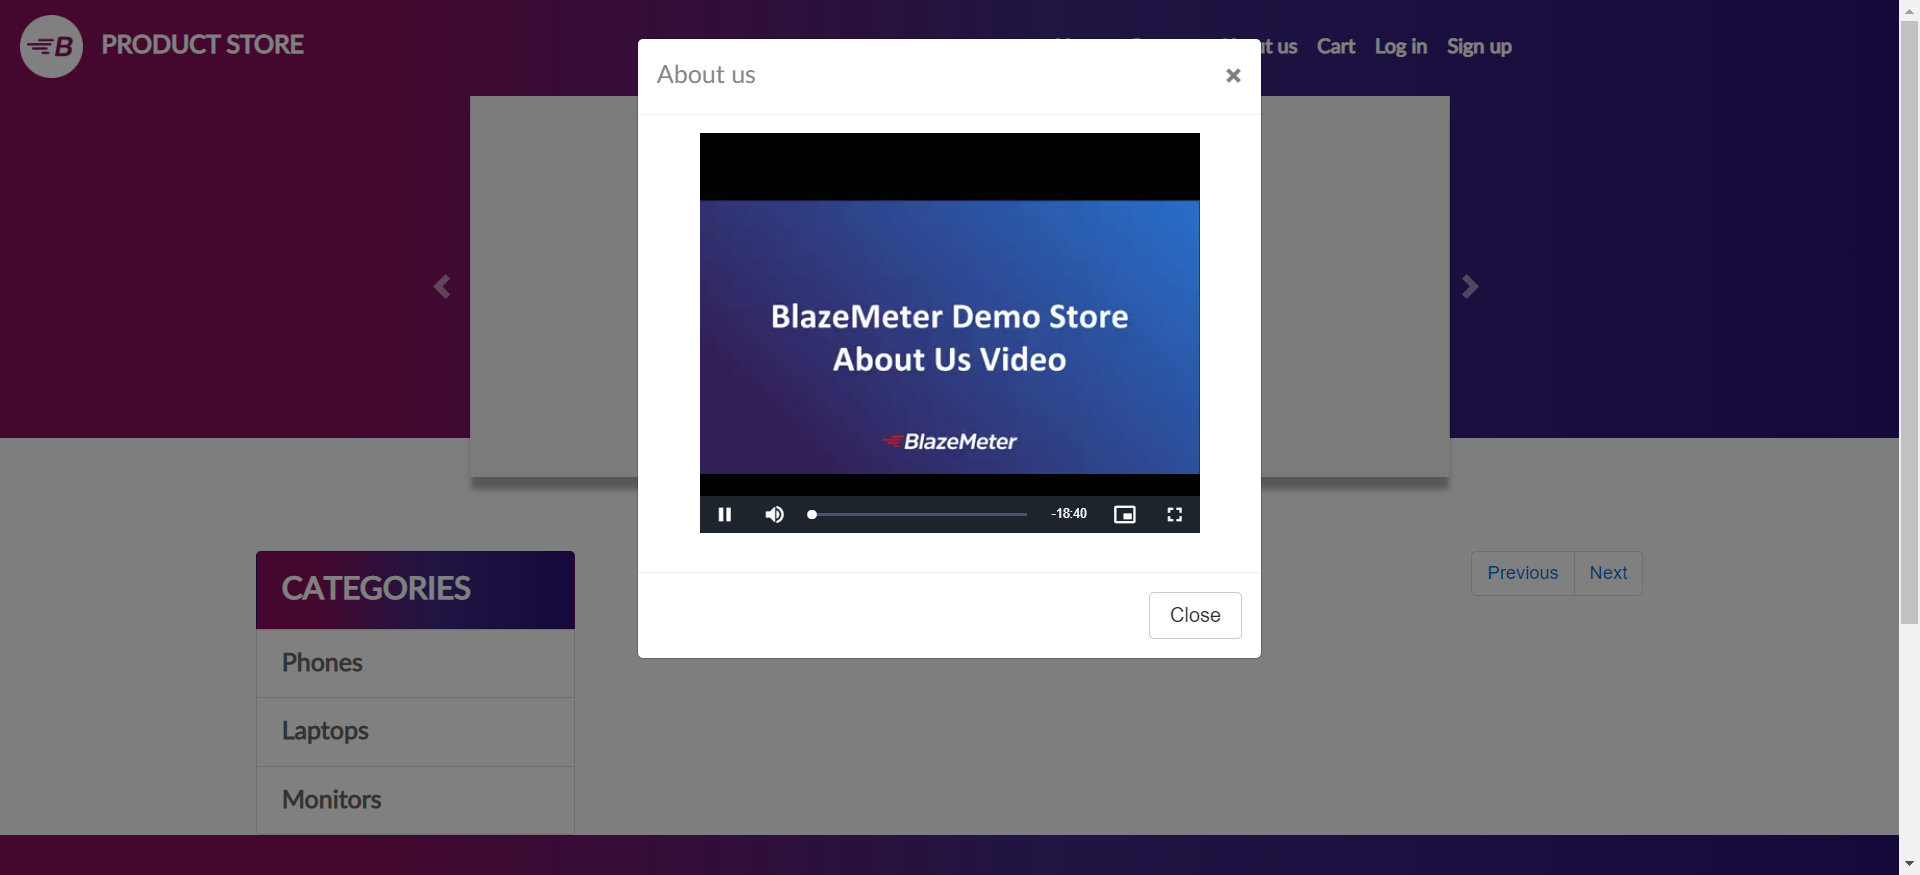 B PRODUCT STORE
t us Cart Log in Sign up
About us
×
BlazeMeter Demo Store
About Us Video
BlazeMeter
-18:40
Close
CATEGORIES
Phones
Laptops
Monitors
Previous Next